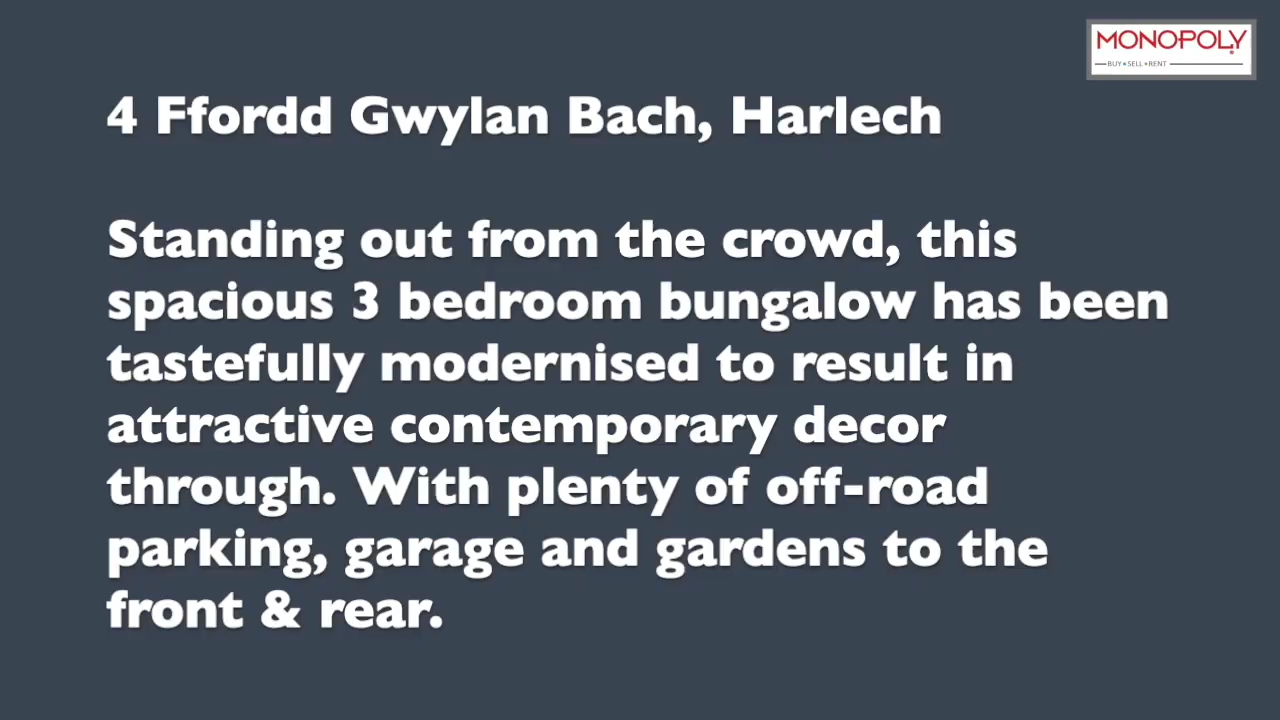 MONOPOLY
BUY★SELL★RENT
4 Ffordd Gwylan Bach, Harlech
Standing out from the crowd, this
spacious 3 bedroom bungalow has been
tastefully modernised to result in
attractive contemporary decor
through. With plenty of off-road
parking, garage and gardens to the
front & rear.